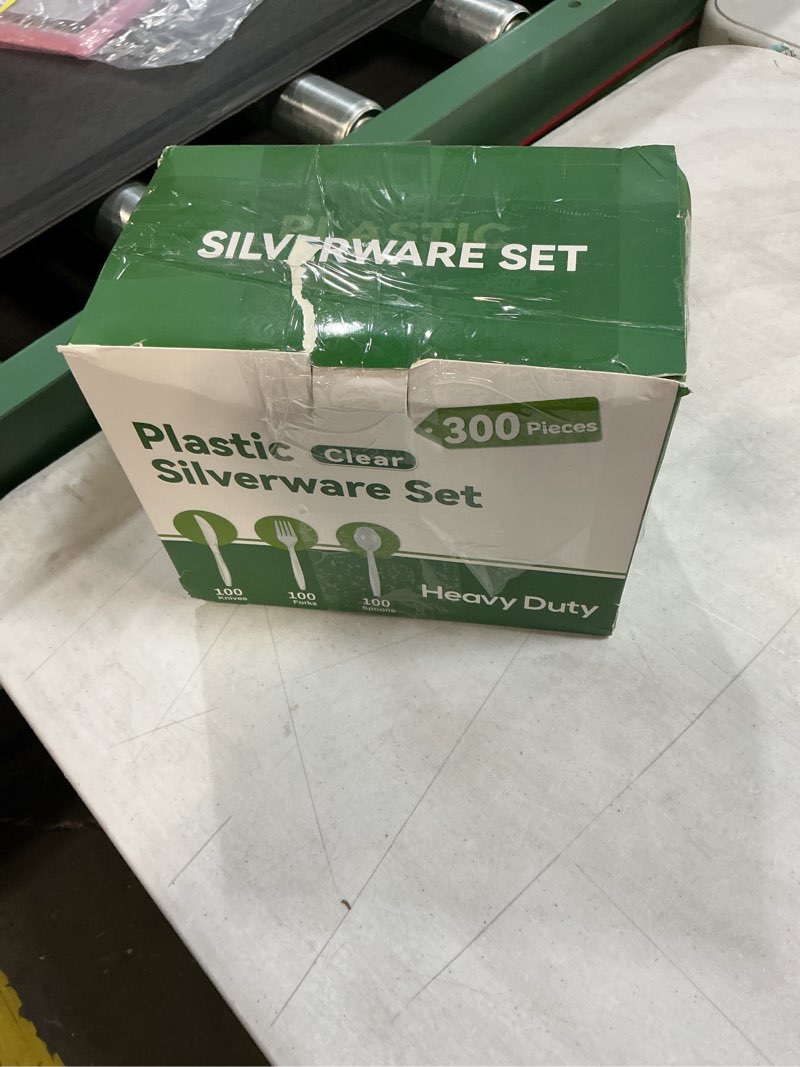 PLASTIC
SILVERWARE SET
Plastic Clear
Silverware Set
300 Pieces
100
Knives
100
Forks
100
Spoons
Heavy Duty